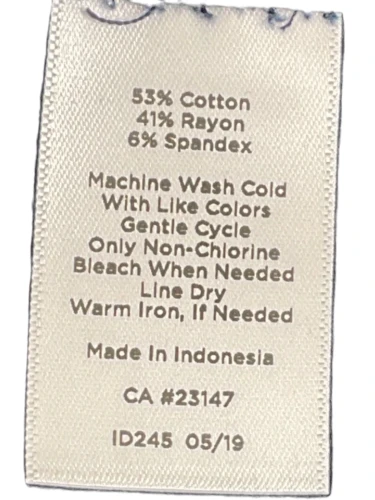 53% Cotton
41% Rayon
6% Spandex
Machine Wash Cold
With Like Colors
Gentle Cycle
Only Non-Chlorine
Bleach When Needed
Line Dry
Warm Iron, If Needed
Made In Indonesia
CA #23147
ID245 05/19